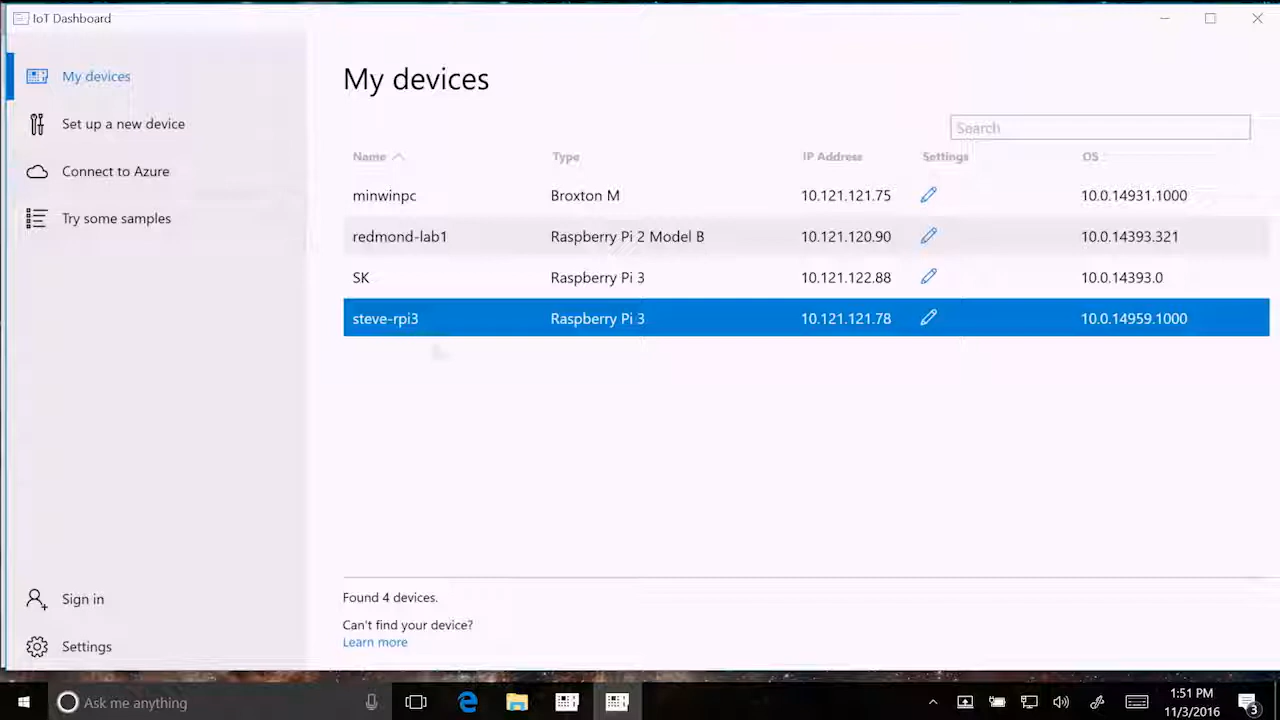 IoT Dashboard
My devices
Set up a new device
Connect to Azure
Try some samples
Sign in
Settings
My devices
Search
Name Type IP Address Settings OS
minwinpc Broxton M 10.121.121.75 10.0.14931.1000
redmond-lab1 Raspberry Pi 2 Model B 10.121.120.90 10.0.14393.321
SK Raspberry Pi 3 10.121.122.88 10.0.14393.0
steve-rpi3 Raspberry Pi 3 10.121.121.78 10.0.14959.1000
Found 4 devices.
Can't find your device?
Learn more
Ask me anything
1:51 PM
11/3/2016
3